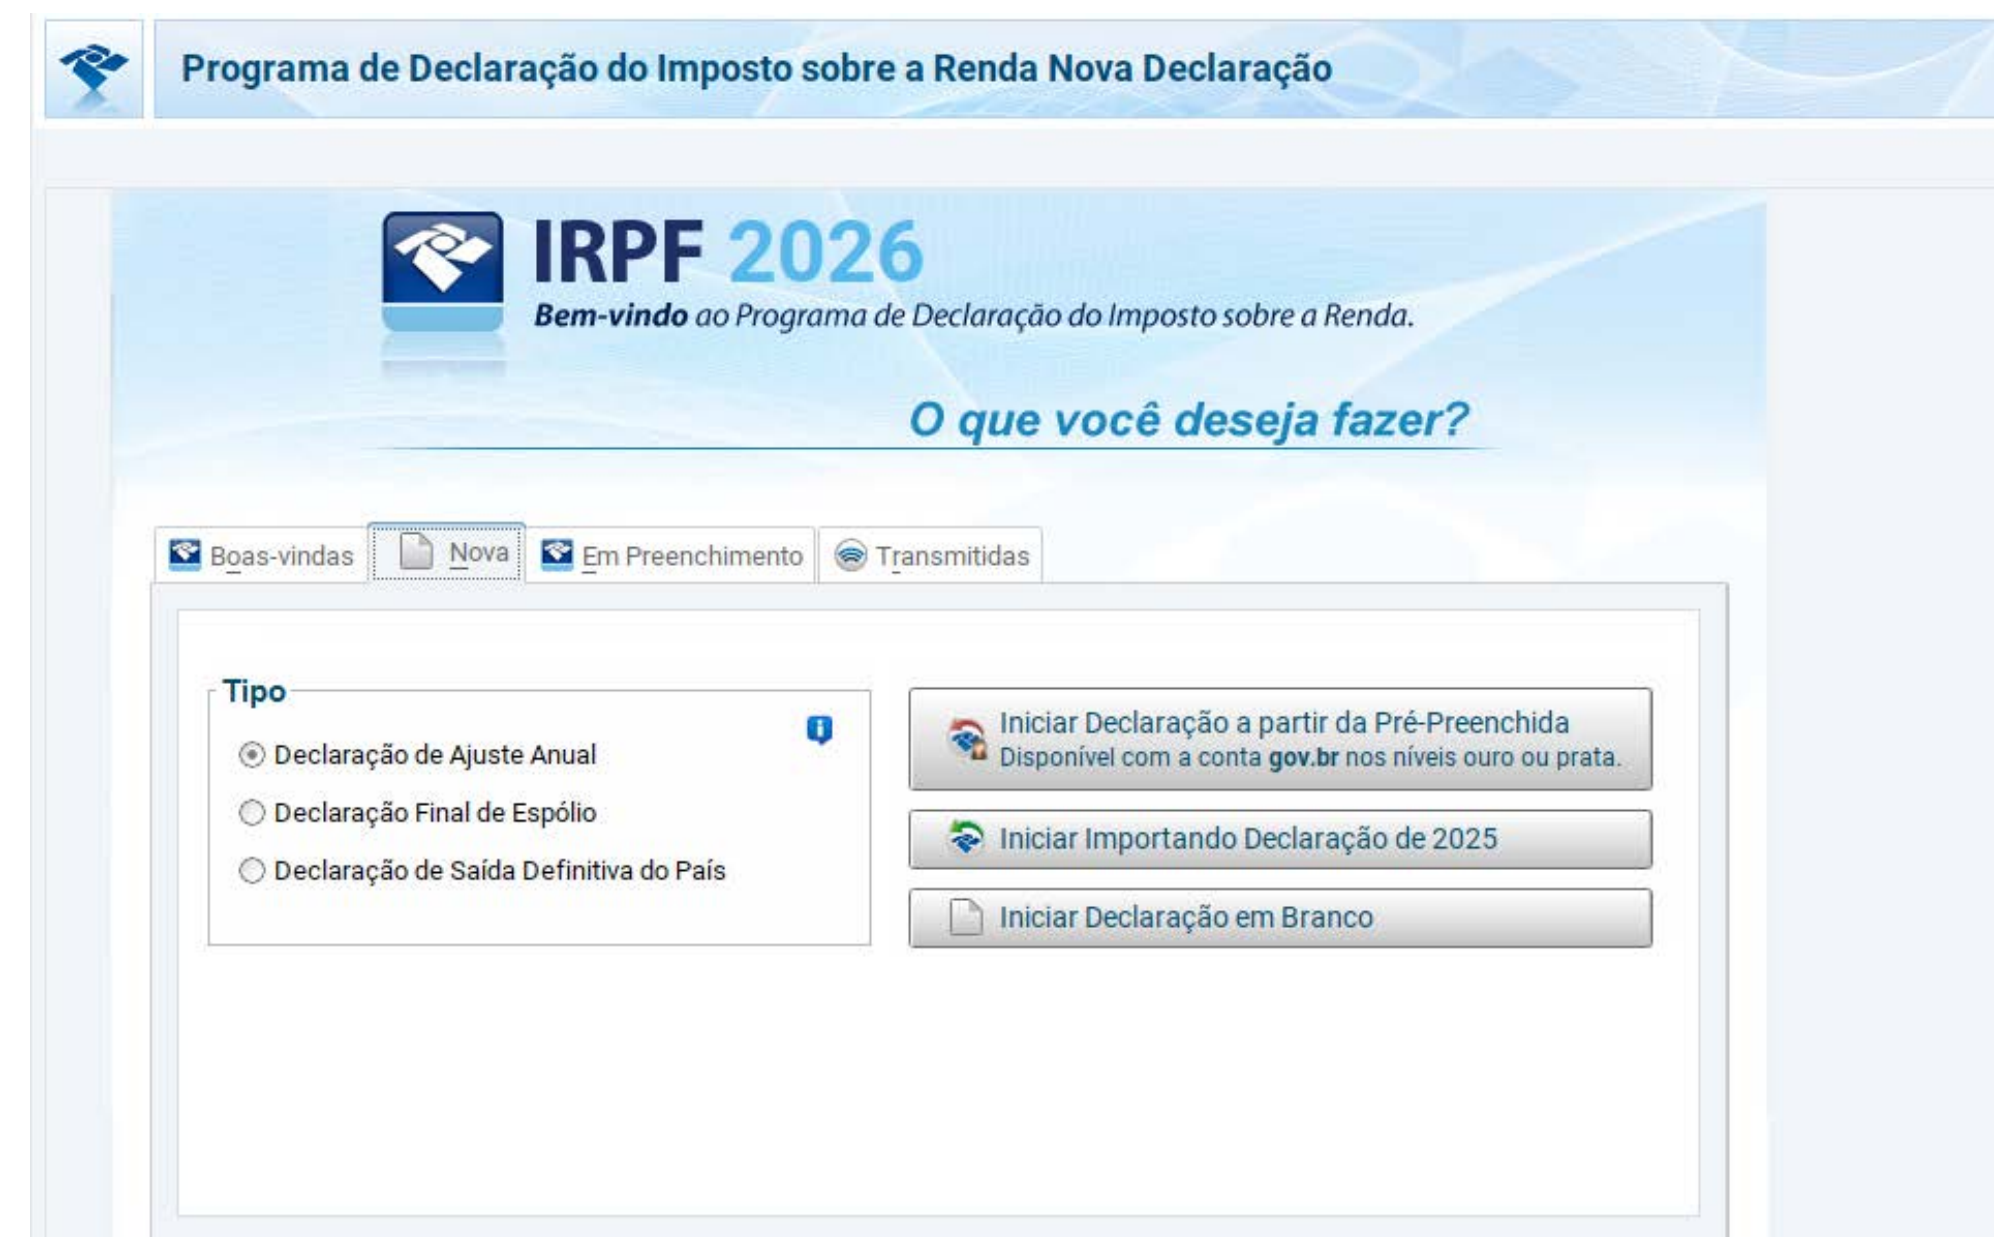 Programa de Declaração do Imposto sobre a Renda Nova Declaração
IRPF 2026
Bem-vindo ao Programa de Declaração do Imposto sobre a Renda.
O que você deseja fazer?
Boas-vindas Nova Em Preenchimento Transmitidas
Tipo
Declaração de Ajuste Anual
Declaração Final de Espólio
Declaração de Saída Definitiva do País
Iniciar Declaração a partir da Pré-Preenchida
Disponível com a conta gov.br nos níveis ouro ou prata.
Iniciar Importando Declaração de 2025
Iniciar Declaração em Branco